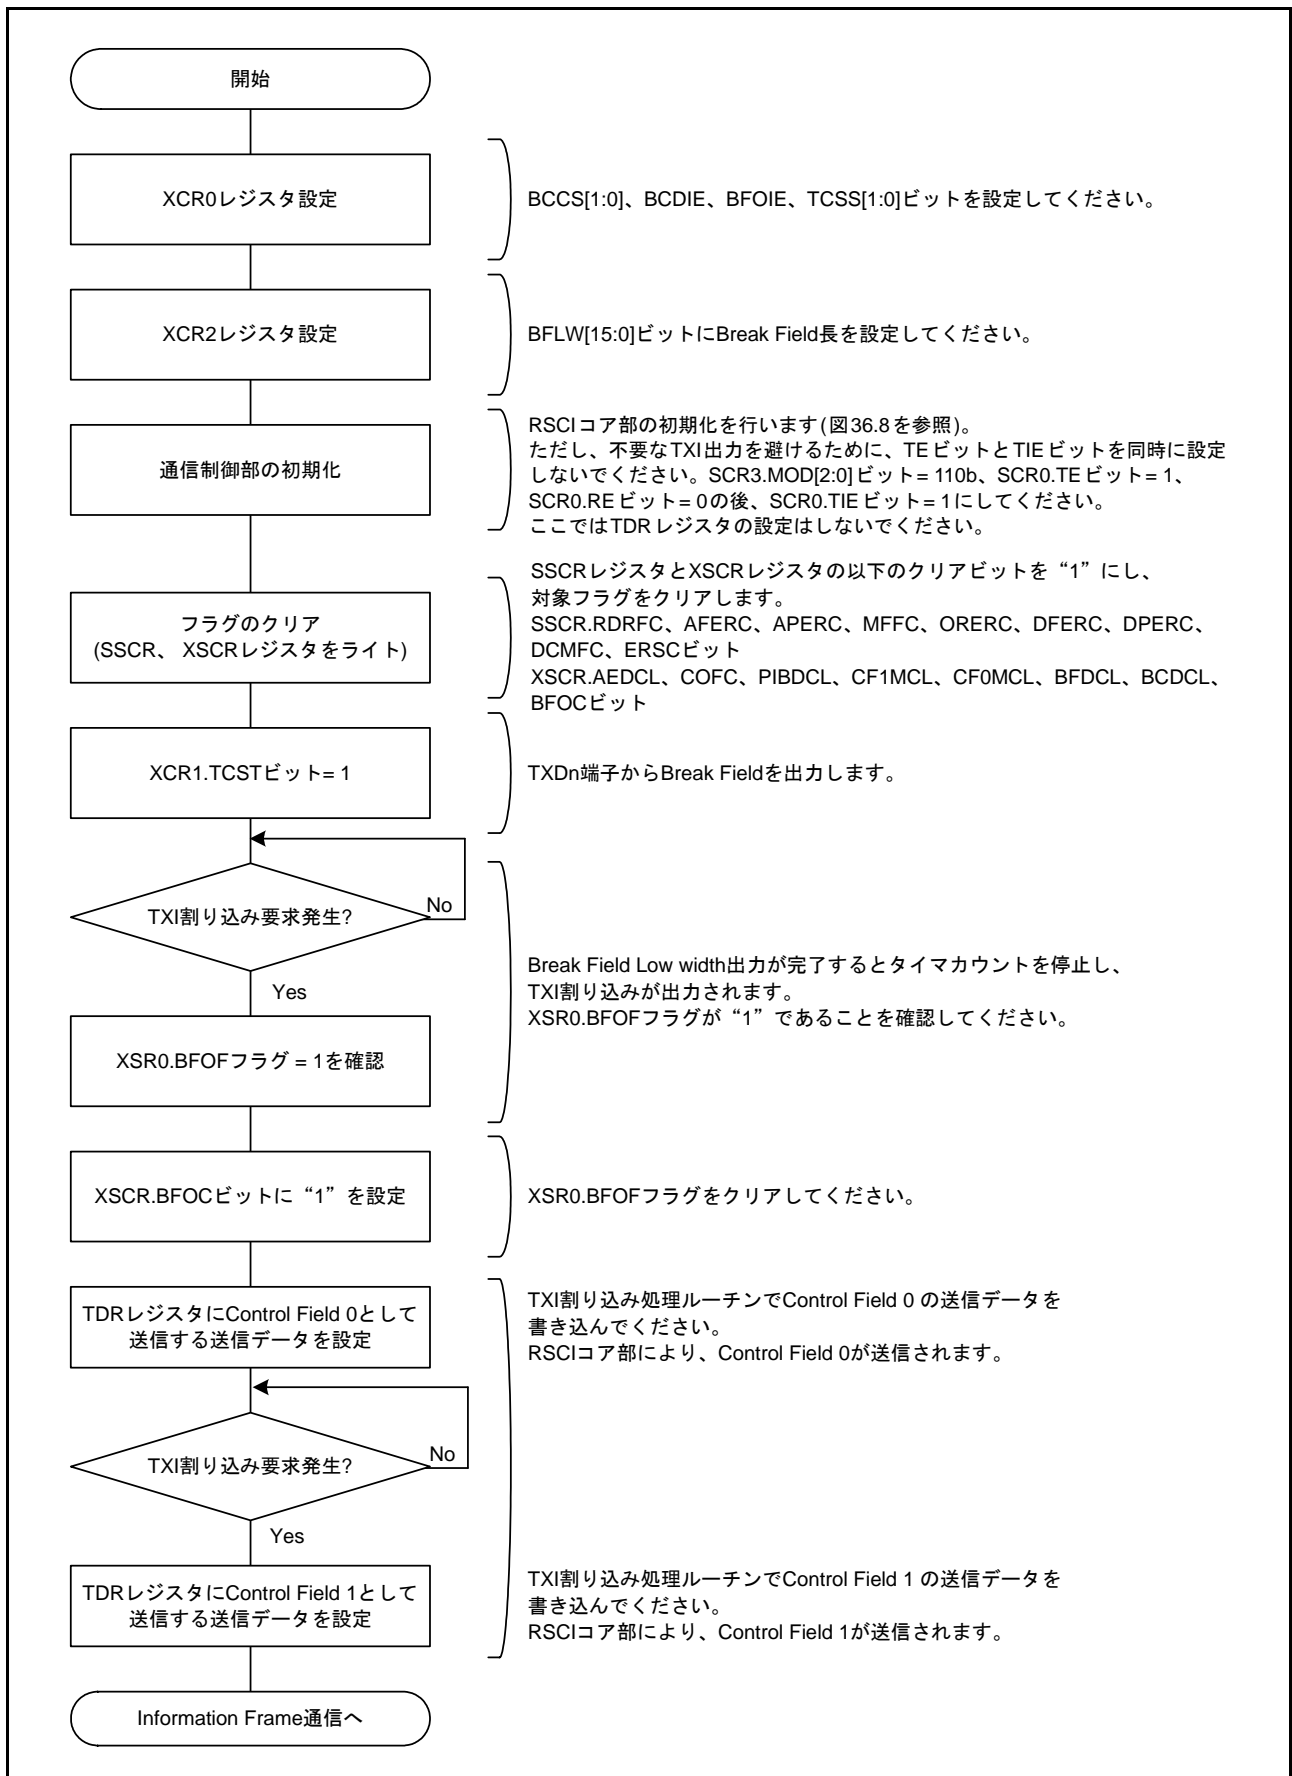 開始
XCR0レジスタ設定
BCCS[1:0]、BCDIE、BFOIE、TCSS[1:0]ビットを設定してください。
XCR2レジスタ設定
BFLW[15:0]ビットにBreak Field長を設定してください。
通信制御部の初期化
RSCIコア部の初期化を行います(図36.8を参照)。
ただし、不要なTXI出力を避けるために、TEビットとTIEビットを同時に設定
しないでください。SCR3.MOD[2:0]ビット= 110b、SCR0.TEビット= 1、
SCR0.REビット= 0の後、SCR0.TIEビット= 1にしてください。
ここではTDRレジスタの設定はしないでください。
フラグのクリア
(SSCR、 XSCRレジスタをライト)
SSCRレジスタとXSCRレジスタの以下のクリアビットを“1”にし、
対象フラグをクリアします。
SSCR.RDRFC、AFERC、APERC、MFFC、ORERC、DFERC、DPERC、
DCMFC、ERSCビット
XSCR.AEDCL、COFC、PIBDCL、CF1MCL、CF0MCL、BFDCL、BCDCL、
BFOCビット
XCR1.TCSTビット= 1
TXDn端子からBreak Fieldを出力します。
TXI割り込み要求発生?
No
Yes
Break Field Low width出力が完了するとタイマカウントを停止し、
TXI割り込みが出力されます。
XSR0.BFOFフラグが“1”であることを確認してください。
XSR0.BFOFフラグ = 1を確認
XSCR.BFOCビットに“1”を設定
XSR0.BFOFフラグをクリアしてください。
TDRレジスタにControl Field 0として
送信する送信データを設定
TXI割り込み処理ルーチンでControl Field 0 の送信データを
書き込んでください。
RSCIコア部により、Control Field 0が送信されます。
TXI割り込み要求発生?
No
Yes
TDRレジスタにControl Field 1として
送信する送信データを設定
TXI割り込み処理ルーチンでControl Field 1 の送信データを
書き込んでください。
RSCIコア部により、Control Field 1が送信されます。
Information Frame通信へ